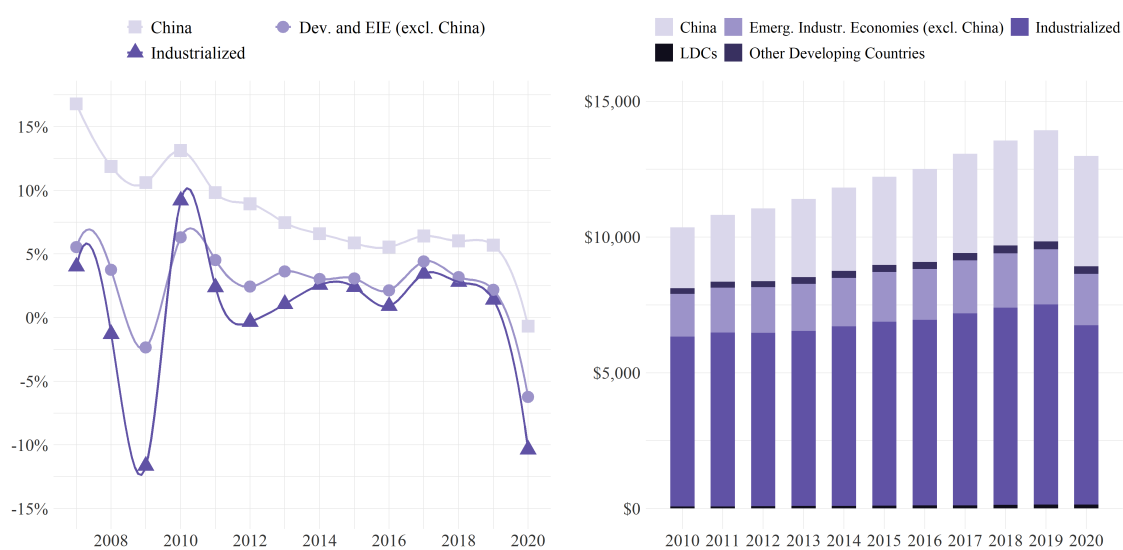 China
Dev. and EIE (excl. China)
Industrialized
15%
10%
5%
0%
-5%
-10%
-15%
2008 2010 2012 2014 2016 2018 2020
China
Emerg. Industr. Economies (excl. China)
Industrialized
LDCs
Other Developing Countries
$15,000
$10,000
$5,000
$0
2010 2011 2012 2013 2014 2015 2016 2017 2018 2019 2020